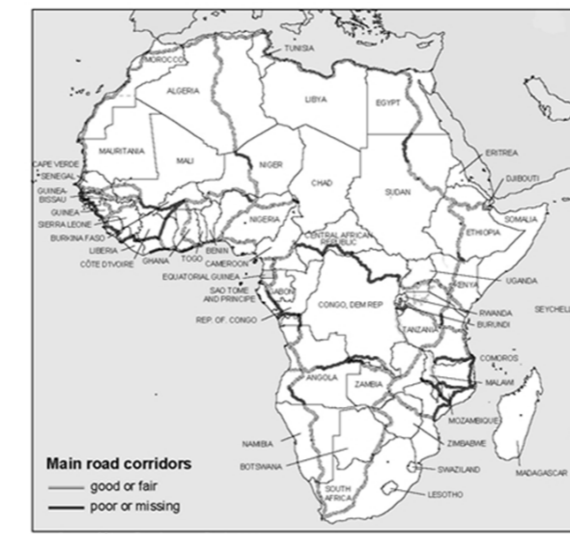 TUNISIA
MOROCCO
ALGERIA
LIBYA
EGYPT
MAURITANIA
MALI
NIGER
CHAD
SUDAN
ERITREA
DJIBOUTI
CAPE VERDE
SENEGAL
GUINEA-
BISSAU
GUINEA
SIERRA LEONE
BURKINA FASO
LIBERIA
CÔTE D'IVOIRE
GHANA
TOGO
BENIN
NIGERIA
CAMEROON
CENTRAL AFRICAN
REPUBLIC
ETHIOPIA
SOMALIA
EQUATORIAL GUINEA
SAO TOME
AND PRINCIPE
GABON
REP. OF. CONGO
CONGO, DEM REP
UGANDA
KENYA
RWANDA
BURUNDI
SEYCHELL
TANZANIA
COMOROS
MALAWI
ANGOLA
ZAMBIA
MOZAMBIQUE
ZIMBABWE
NAMIBIA
BOTSWANA
SWAZILAND
LESOTHO
SOUTH
AFRICA
MADAGASCAR
Main road corridors
good or fair
poor or missing